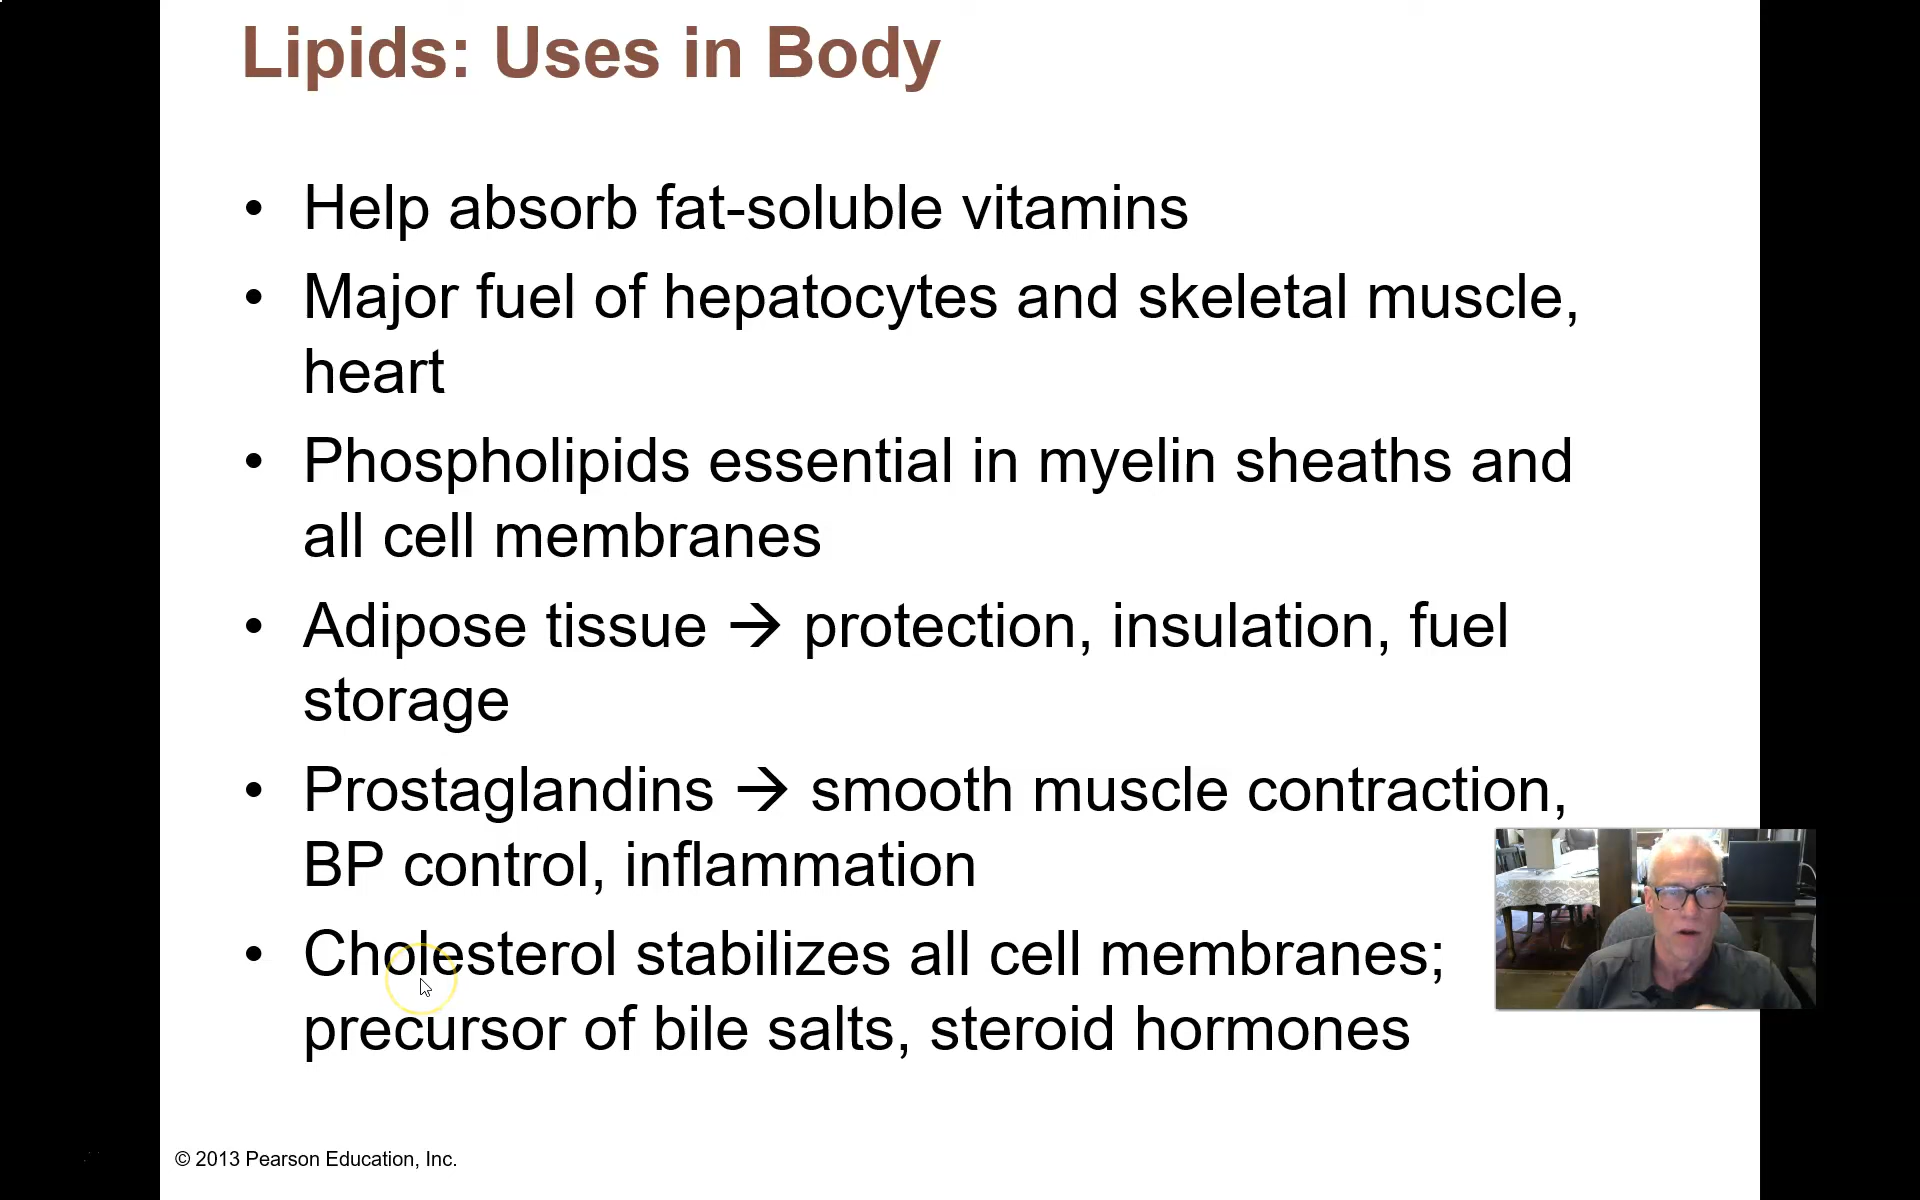 Lipids: Uses in Body
• Help absorb fat-soluble vitamins
• Major fuel of hepatocytes and skeletal muscle,
heart
• Phospholipids essential in myelin sheaths and
all cell membranes
• Adipose tissue → protection, insulation, fuel
storage
• Prostaglandins → smooth muscle contraction,
BP control, inflammation
• Cholesterol stabilizes all cell membranes;
precursor of bile salts, steroid hormones
© 2013 Pearson Education, Inc.